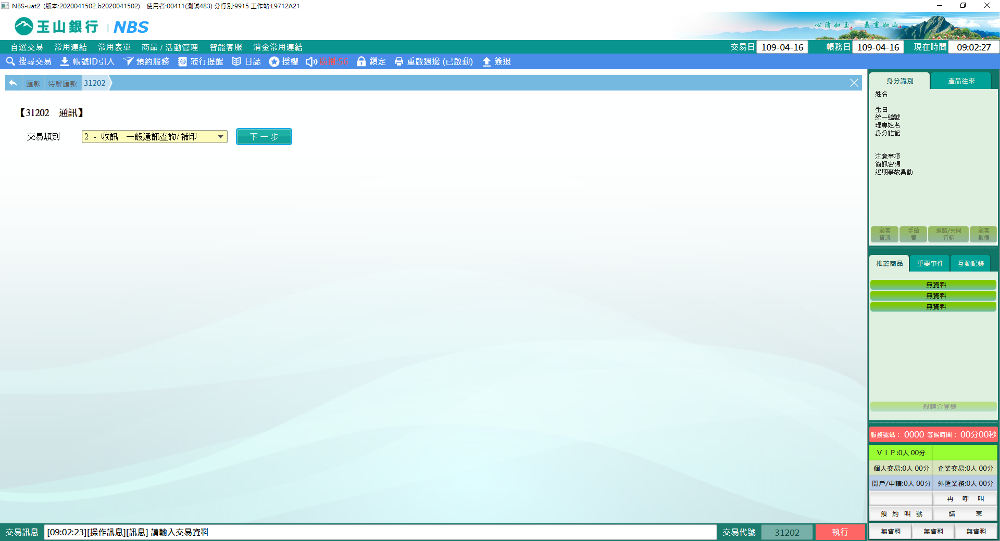 NBS-uat2 (版本:2020041502.b2020041502) 使用者:00411(測試483) 分行別:9915 工作站:L9712A21
玉山銀行 | NBS
心清如玉 義重如山
自選交易 常用連結 常用表單 商品 / 活動管理 智能客服 消金常用連結 交易日 109-04-16 帳務日 109-04-16 現在時間 09:02:27
搜尋交易 帳號ID引入 預約服務 蒞行提醒 日誌 授權 :56 鎖定 重啟週邊 (已啟動) 簽退
匯款 待解匯款 31202
【31202 通訊】
交易類別 2 - 收訊 一般通訊查詢/補印 下一步
身分識別 產品往來
姓名
生日
統一編號
理專姓名
身分註記
注意事項
簡訊密碼
近期事故異動
顧客資訊 手續費 通路/共同行銷 顧客影像
推薦商品 重要事件 互動記錄
無資料
無資料
無資料
一般轉介登錄
服務號碼： 0000 等候時間： 00分00秒
ＶＩＰ:0人 00分
個人交易:0人 00分 企業交易:0人 00分
開戶/申請:0人 00分 外匯業務:0人 00分
再 呼 叫
預 約 叫 號 結 束
無資料 無資料 無資料
交易訊息 [09:02:23][操作訊息][訊息] 請輸入交易資料 交易代號 31202 執行